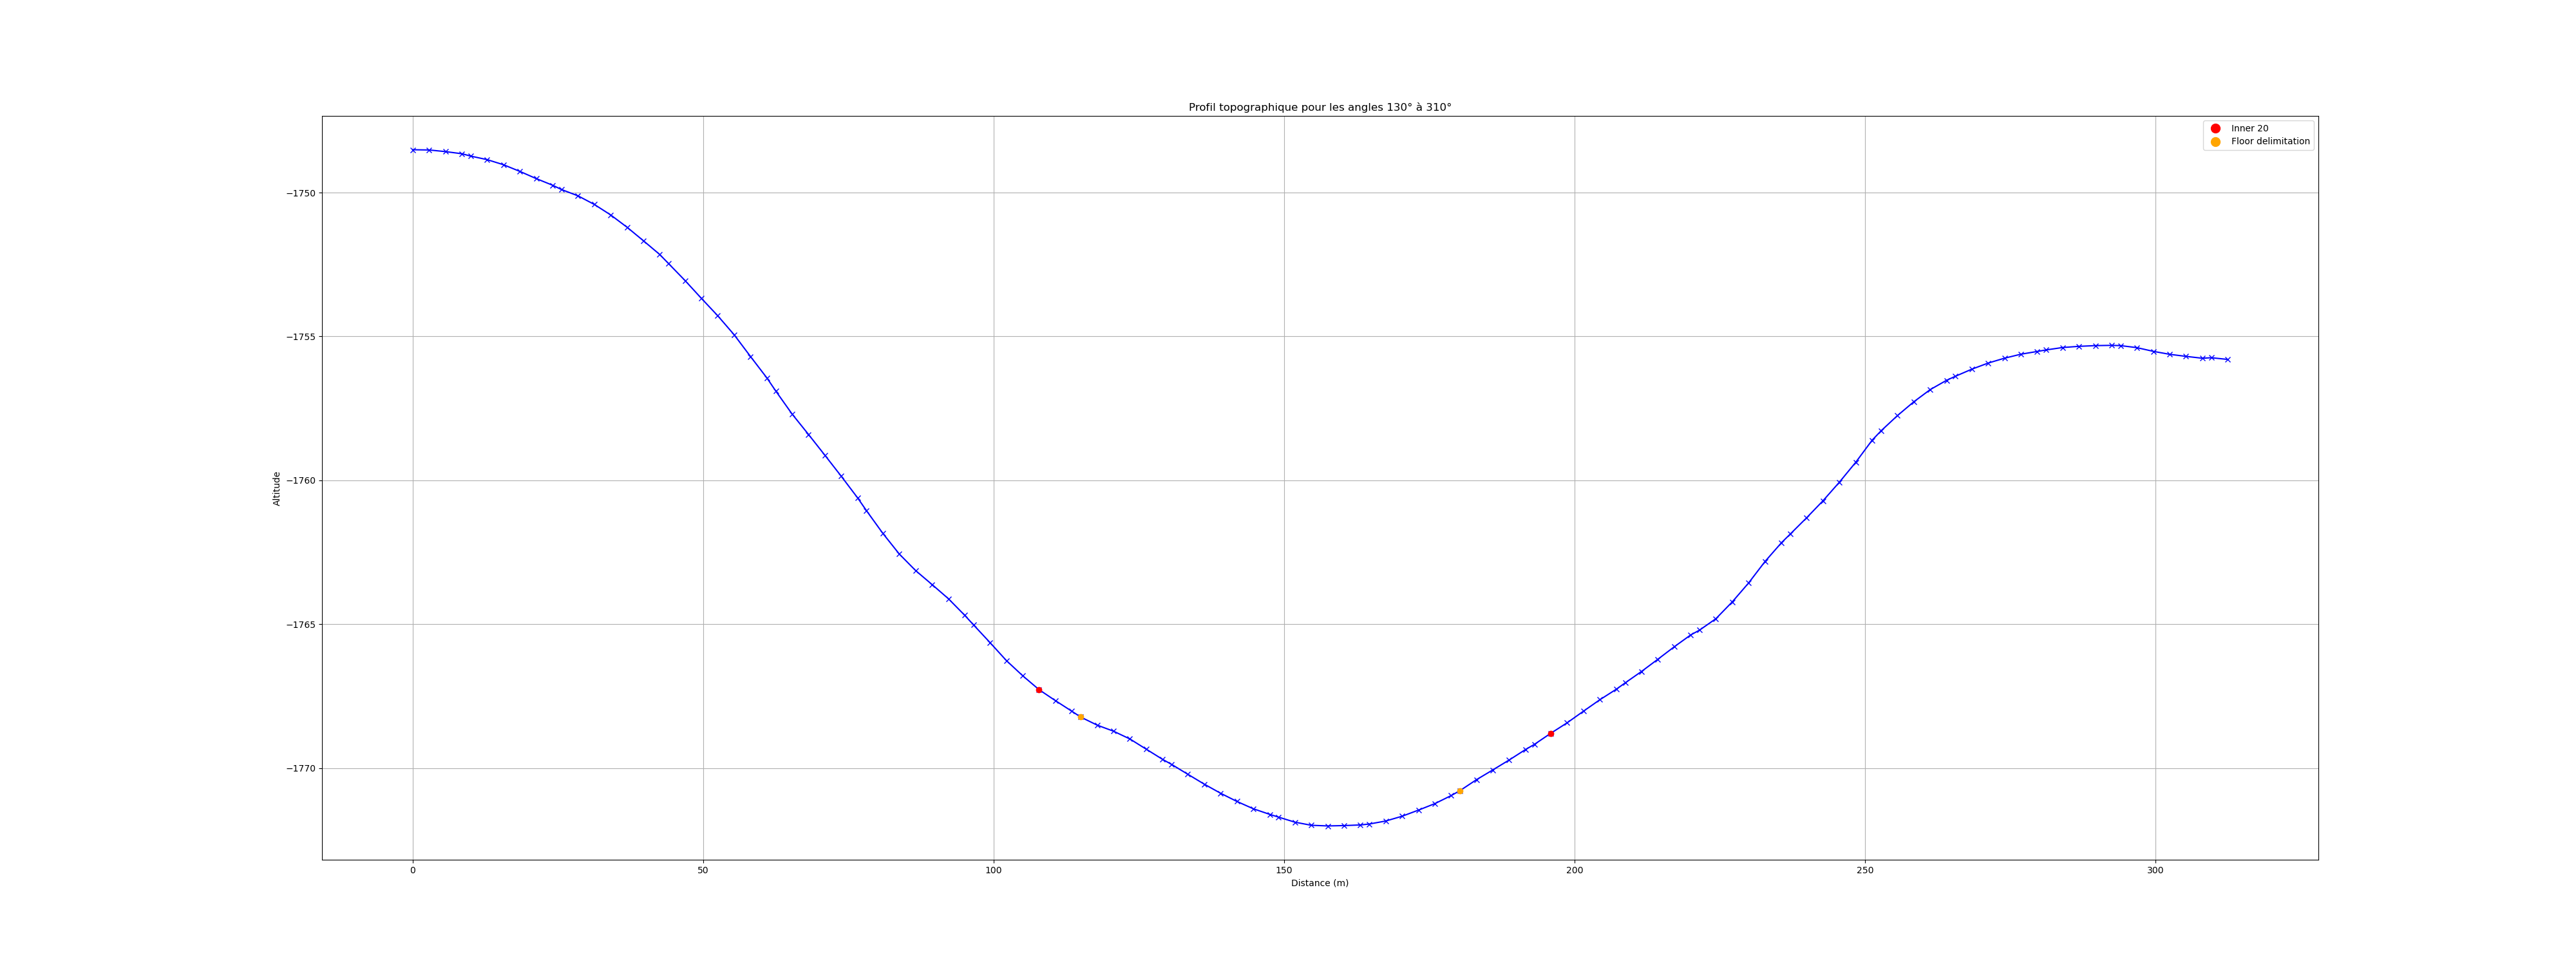 Profil topographique pour les angles 130° à 310°
Inner 20
Floor delimitation
Altitude
−1750
−1755
−1760
−1765
−1770
0 50 100 150 200 250 300
Distance (m)